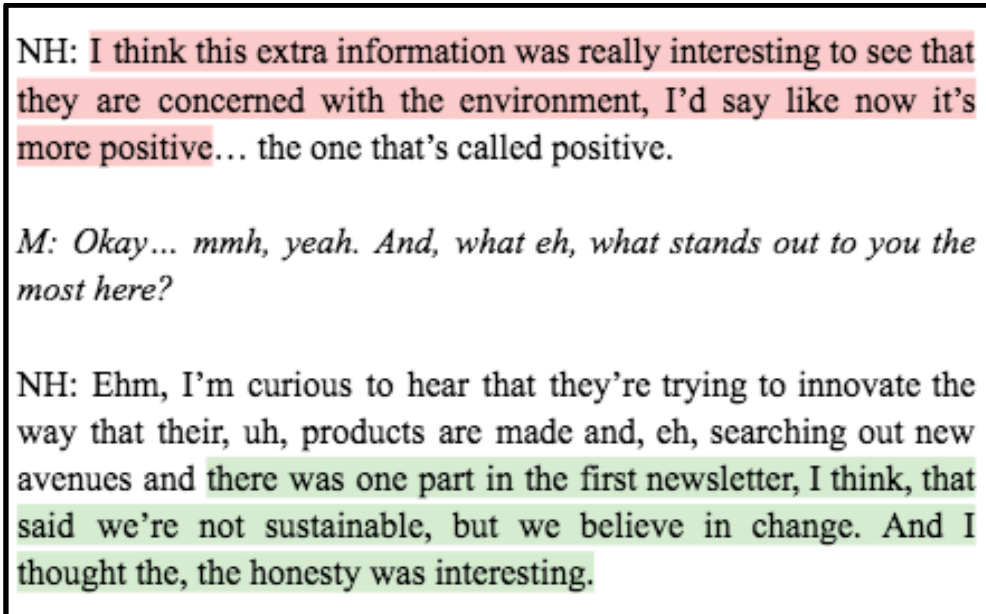 NH: I think this extra information was really interesting to see that
they are concerned with the environment, I’d say like now it’s
more positive… the one that’s called positive.
M: Okay… mmh, yeah. And, what eh, what stands out to you the
most here?
NH: Ehm, I’m curious to hear that they’re trying to innovate the
way that their, uh, products are made and, eh, searching out new
avenues and there was one part in the first newsletter, I think, that
said we’re not sustainable, but we believe in change. And I
thought the, the honesty was interesting.